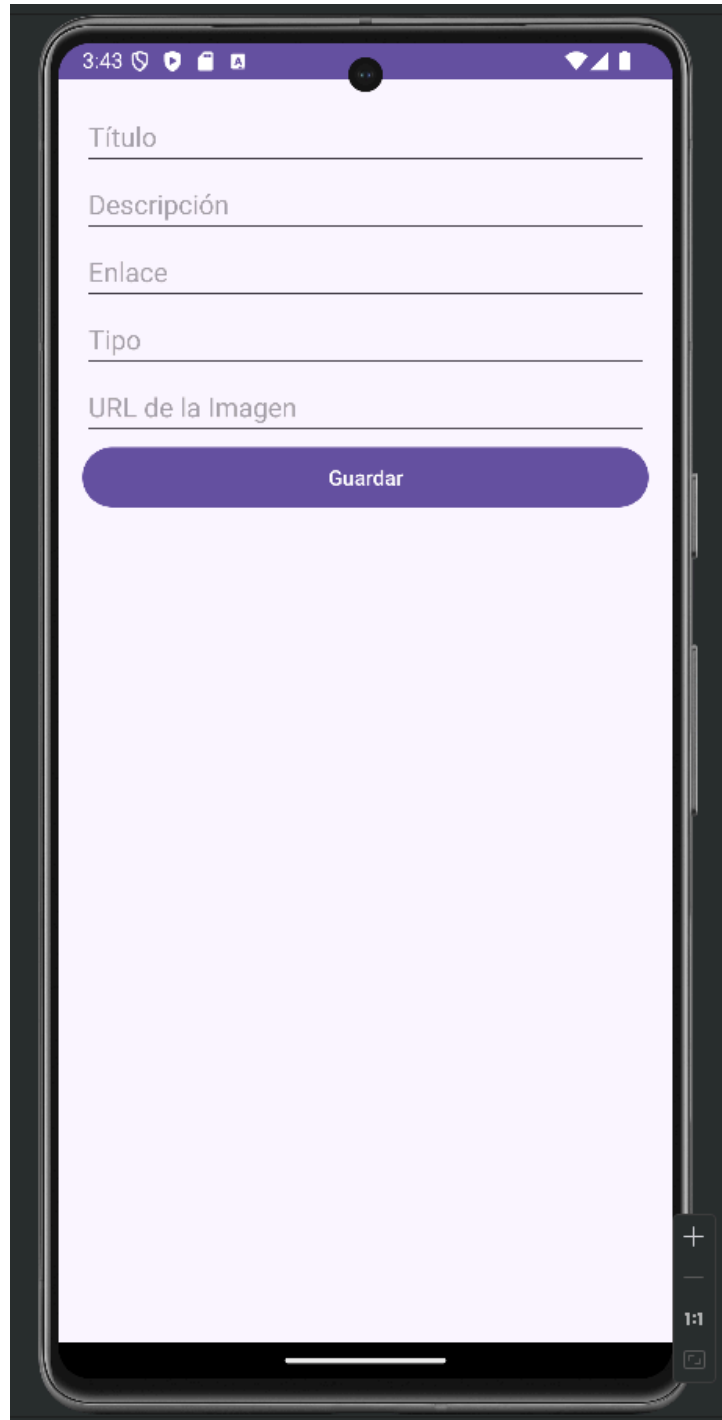 3:43
Título
Descripción
Enlace
Tipo
URL de la Imagen
Guardar
1:1